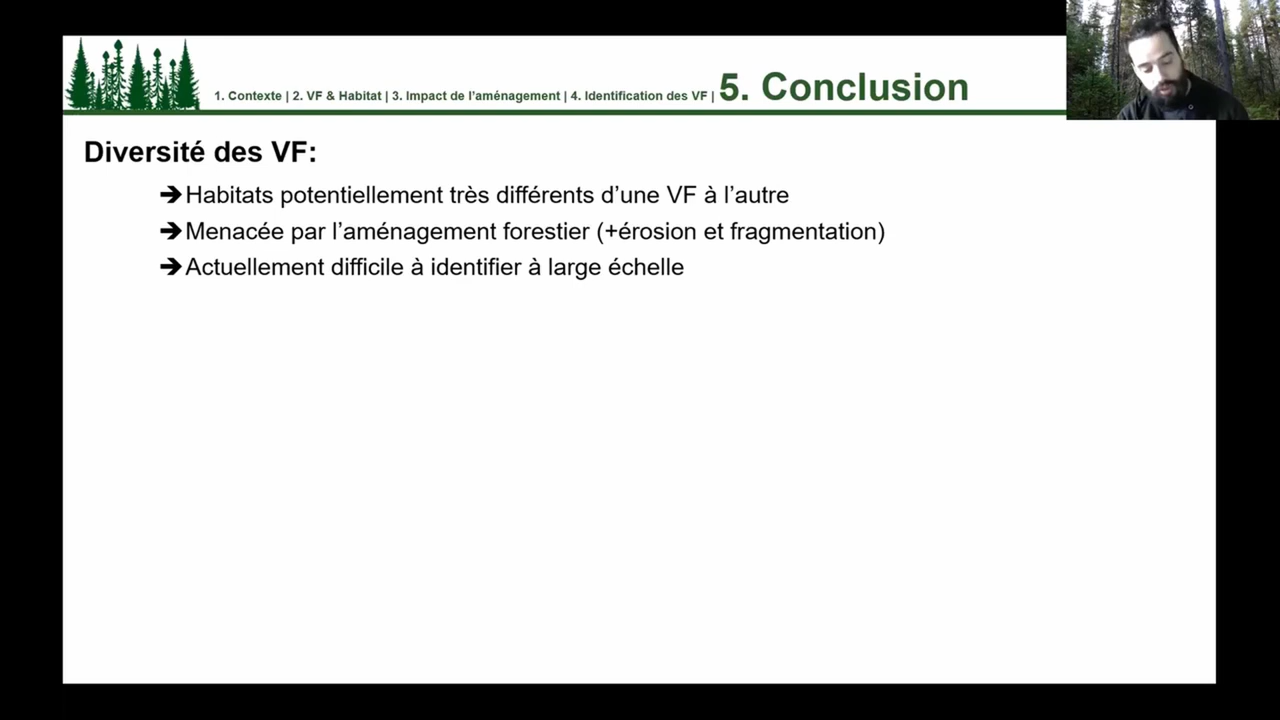 1. Contexte | 2. VF & Habitat | 3. Impact de l’aménagement | 4. Identification des VF | 5. Conclusion
Diversité des VF:
➔Habitats potentiellement très différents d’une VF à l’autre
➔Menacée par l’aménagement forestier (+érosion et fragmentation)
➔Actuellement difficile à identifier à large échelle